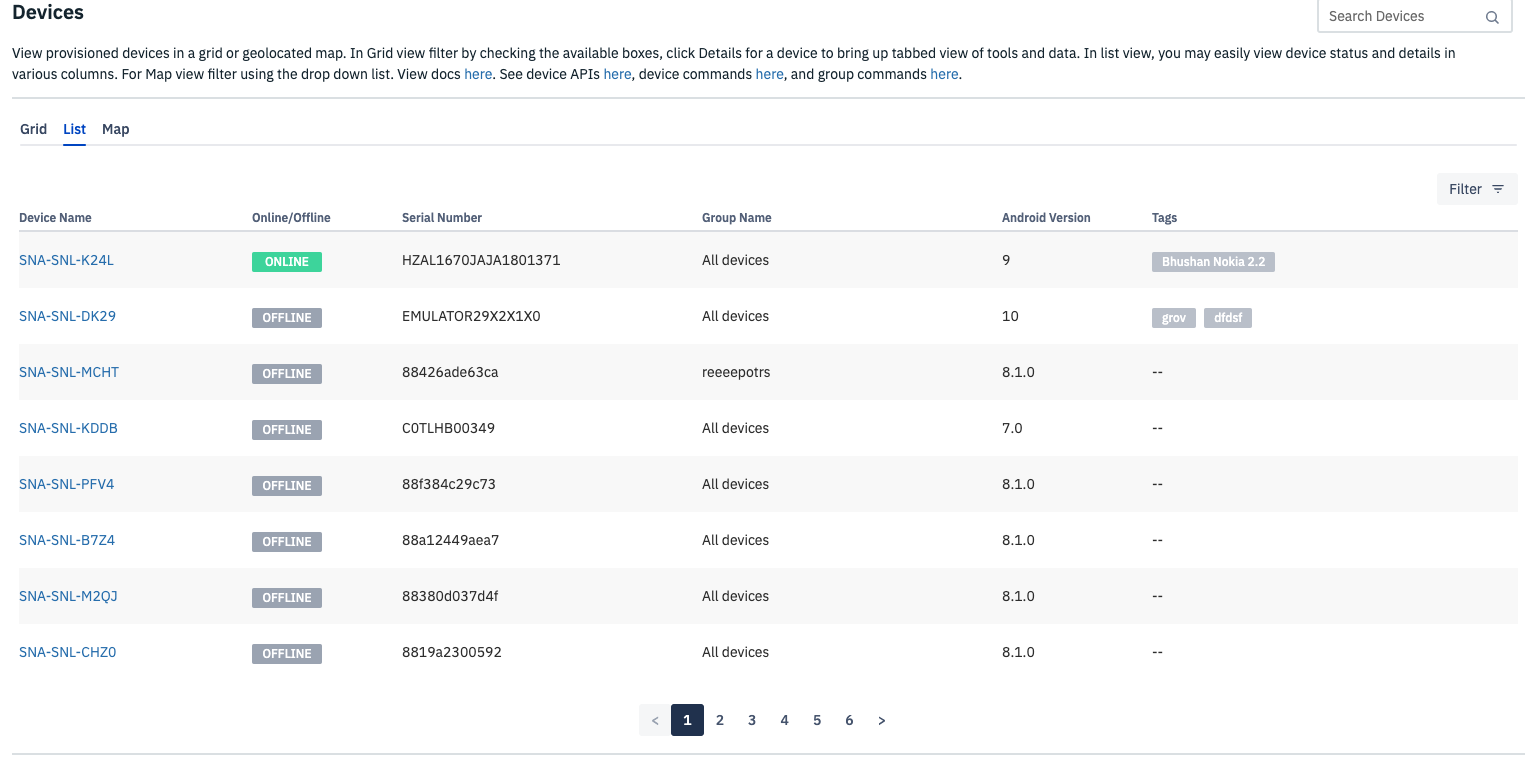 Devices
Search Devices
View provisioned devices in a grid or geolocated map. In Grid view filter by checking the available boxes, click Details for a device to bring up tabbed view of tools and data. In list view, you may easily view device status and details in
various columns. For Map view filter using the drop down list. View docs here. See device APIs here, device commands here, and group commands here.
Grid List Map
Filter
Device Name Online/Offline Serial Number Group Name Android Version Tags
SNA-SNL-K24L ONLINE HZAL1670JAJA1801371 All devices 9 Bhushan Nokia 2.2
SNA-SNL-DK29 OFFLINE EMULATOR29X2X1X0 All devices 10 grov dfdsf
SNA-SNL-MCHT OFFLINE 88426ade63ca reeeepotrs 8.1.0 --
SNA-SNL-KDDB OFFLINE C0TLHB00349 All devices 7.0 --
SNA-SNL-PFV4 OFFLINE 88f384c29c73 All devices 8.1.0 --
SNA-SNL-B7Z4 OFFLINE 88a12449aea7 All devices 8.1.0 --
SNA-SNL-M2QJ OFFLINE 88380d037d4f All devices 8.1.0 --
SNA-SNL-CHZ0 OFFLINE 8819a2300592 All devices 8.1.0 --
< 1 2 3 4 5 6 >